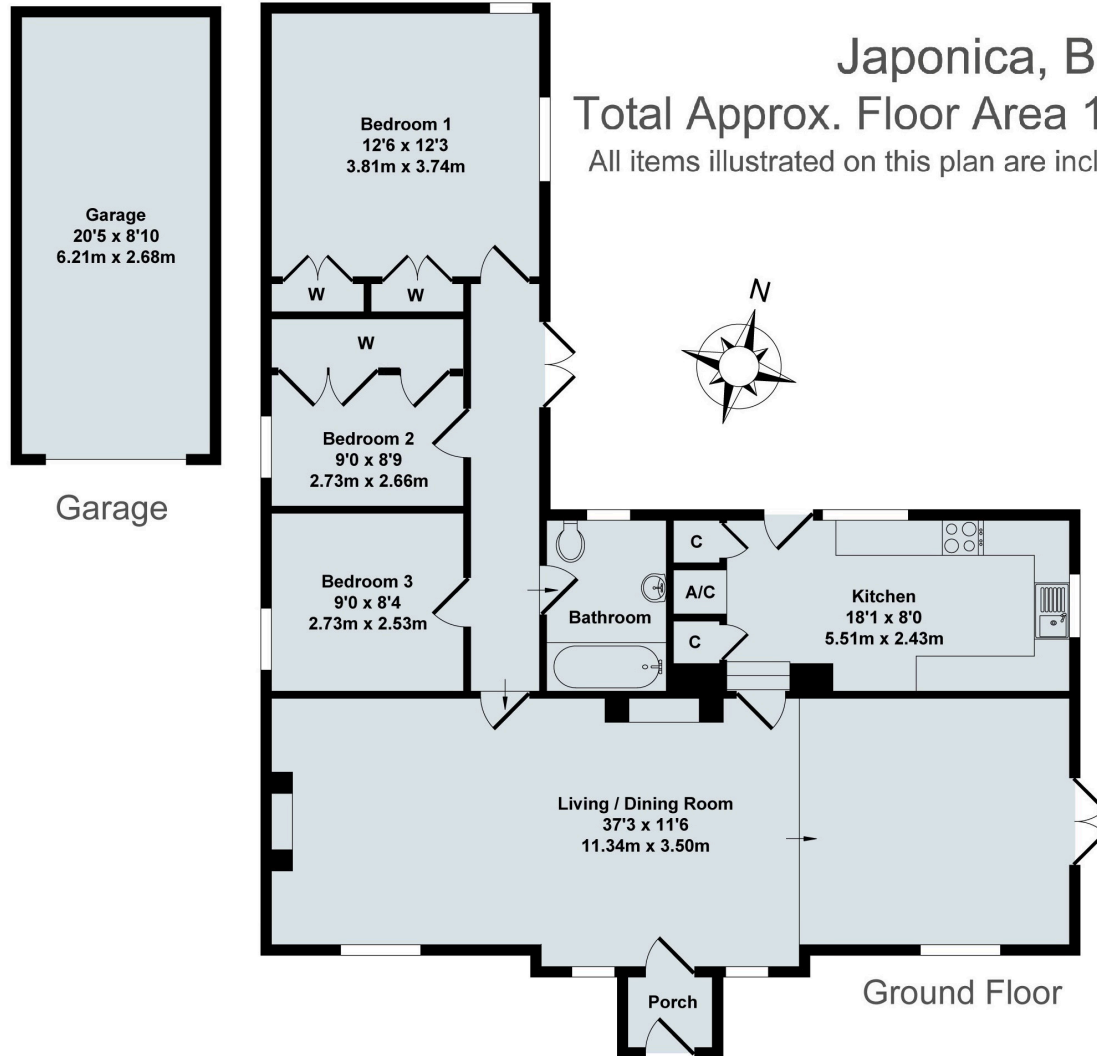 Japonica, B
Total Approx. Floor Area 1
All items illustrated on this plan are incl
Garage
20'5 x 8'10
6.21m x 2.68m
Garage
Bedroom 1
12'6 x 12'3
3.81m x 3.74m
W
W
W
N
Bedroom 2
9'0 x 8'9
2.73m x 2.66m
Bedroom 3
9'0 x 8'4
2.73m x 2.53m
Bathroom
C
A/C
C
Kitchen
18'1 x 8'0
5.51m x 2.43m
Living / Dining Room
37'3 x 11'6
11.34m x 3.50m
Porch
Ground Floor